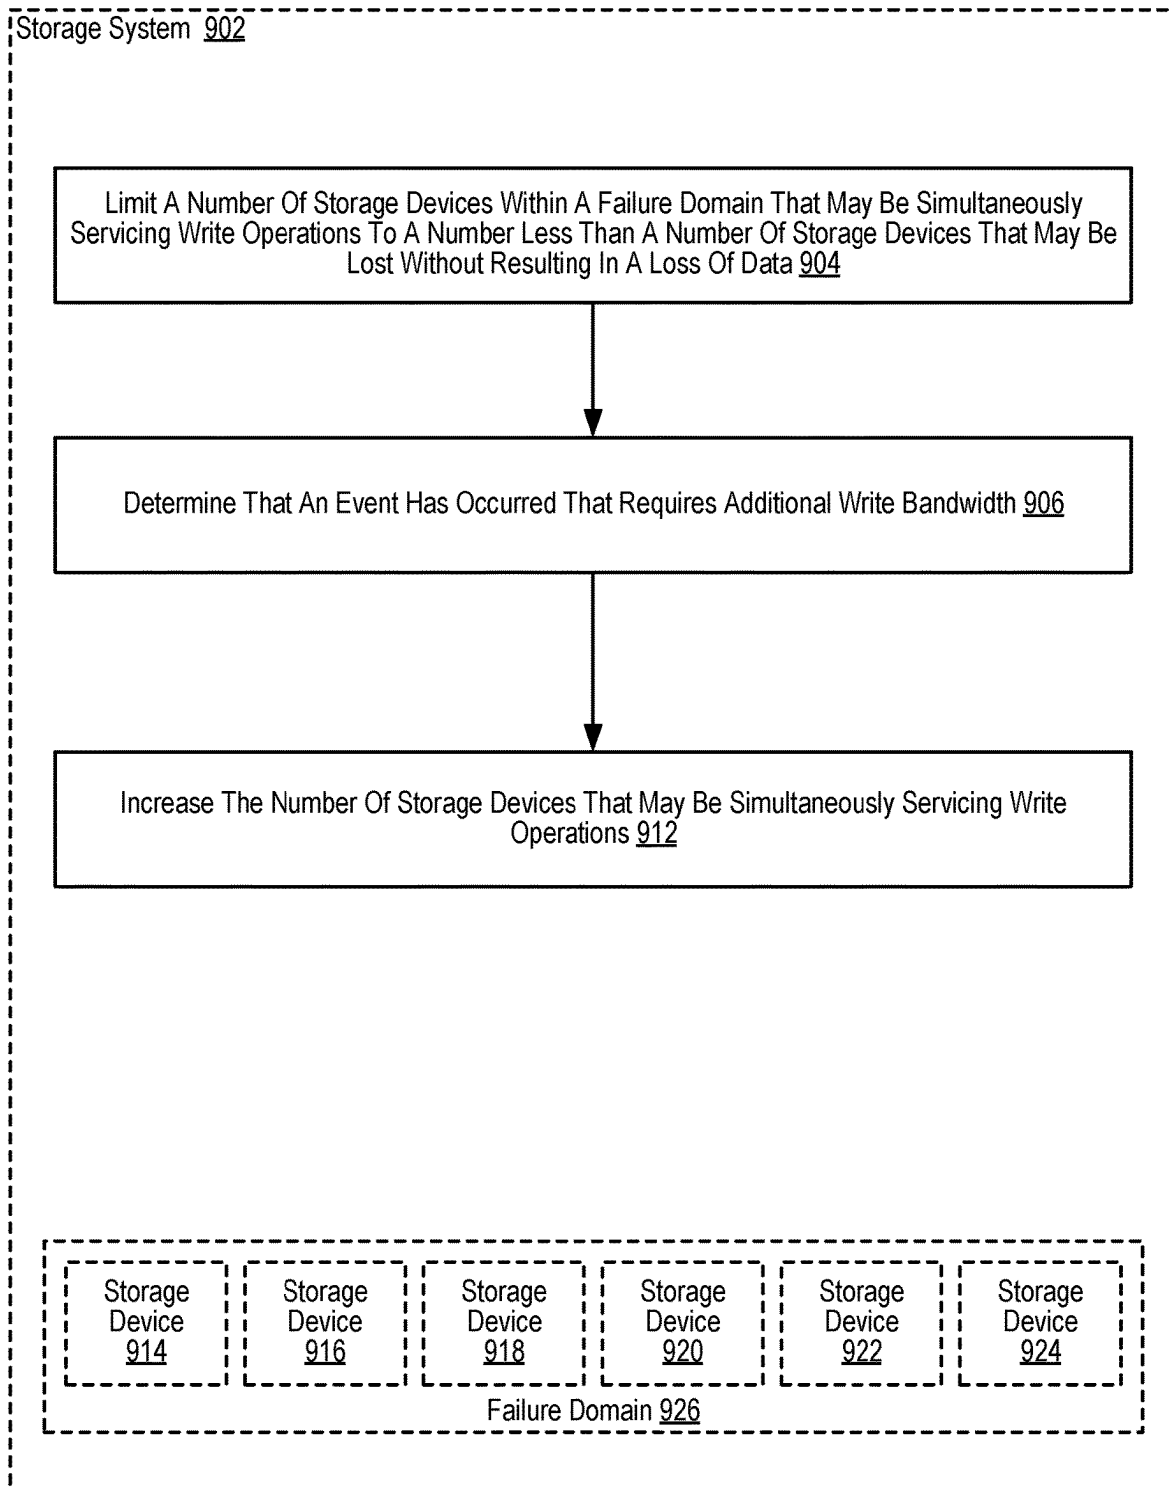 Storage System 902
Limit A Number Of Storage Devices Within A Failure Domain That May Be Simultaneously
Servicing Write Operations To A Number Less Than A Number Of Storage Devices That May Be
Lost Without Resulting In A Loss Of Data 904
Determine That An Event Has Occurred That Requires Additional Write Bandwidth 906
Increase The Number Of Storage Devices That May Be Simultaneously Servicing Write
Operations 912
Storage
Device
914
Storage
Device
916
Storage
Device
918
Storage
Device
920
Storage
Device
922
Storage
Device
924
Failure Domain 926